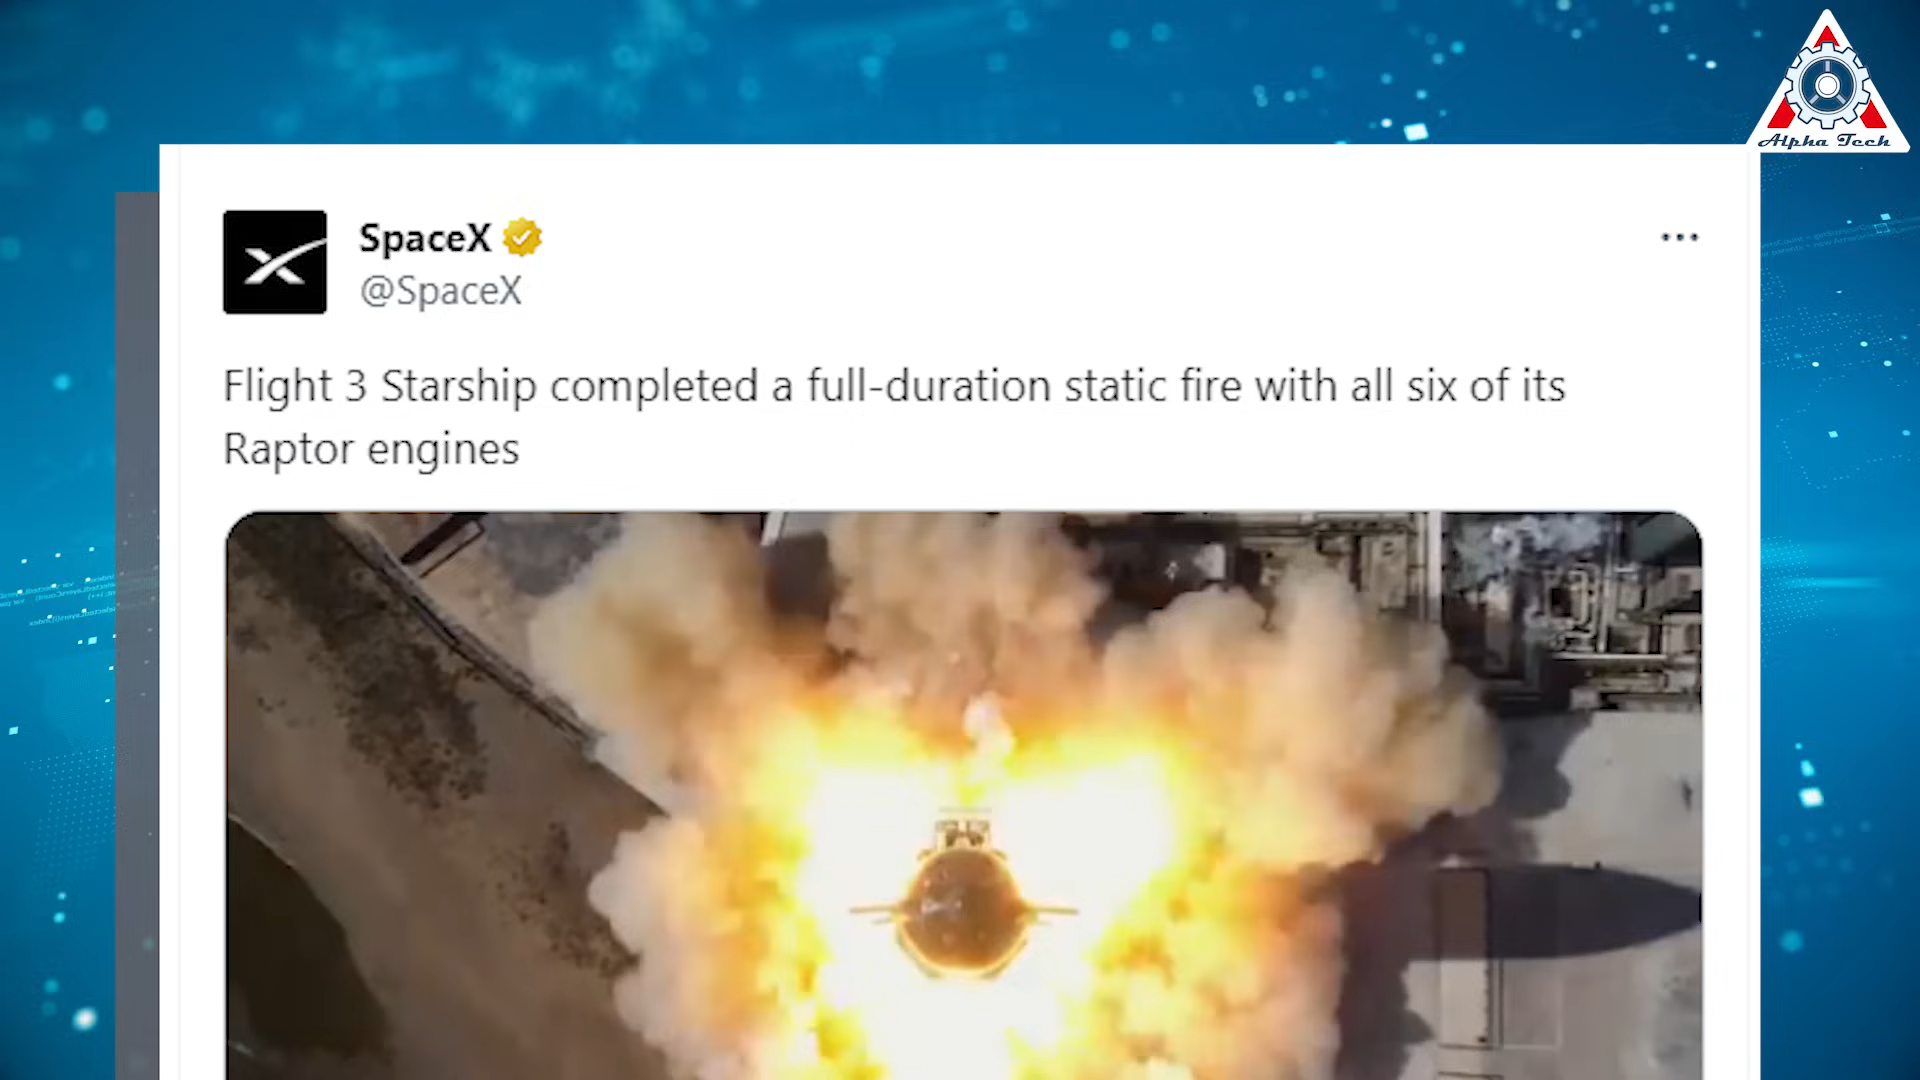 Alpha Tech
SpaceX
@SpaceX
Flight 3 Starship completed a full-duration static fire with all six of its
Raptor engines